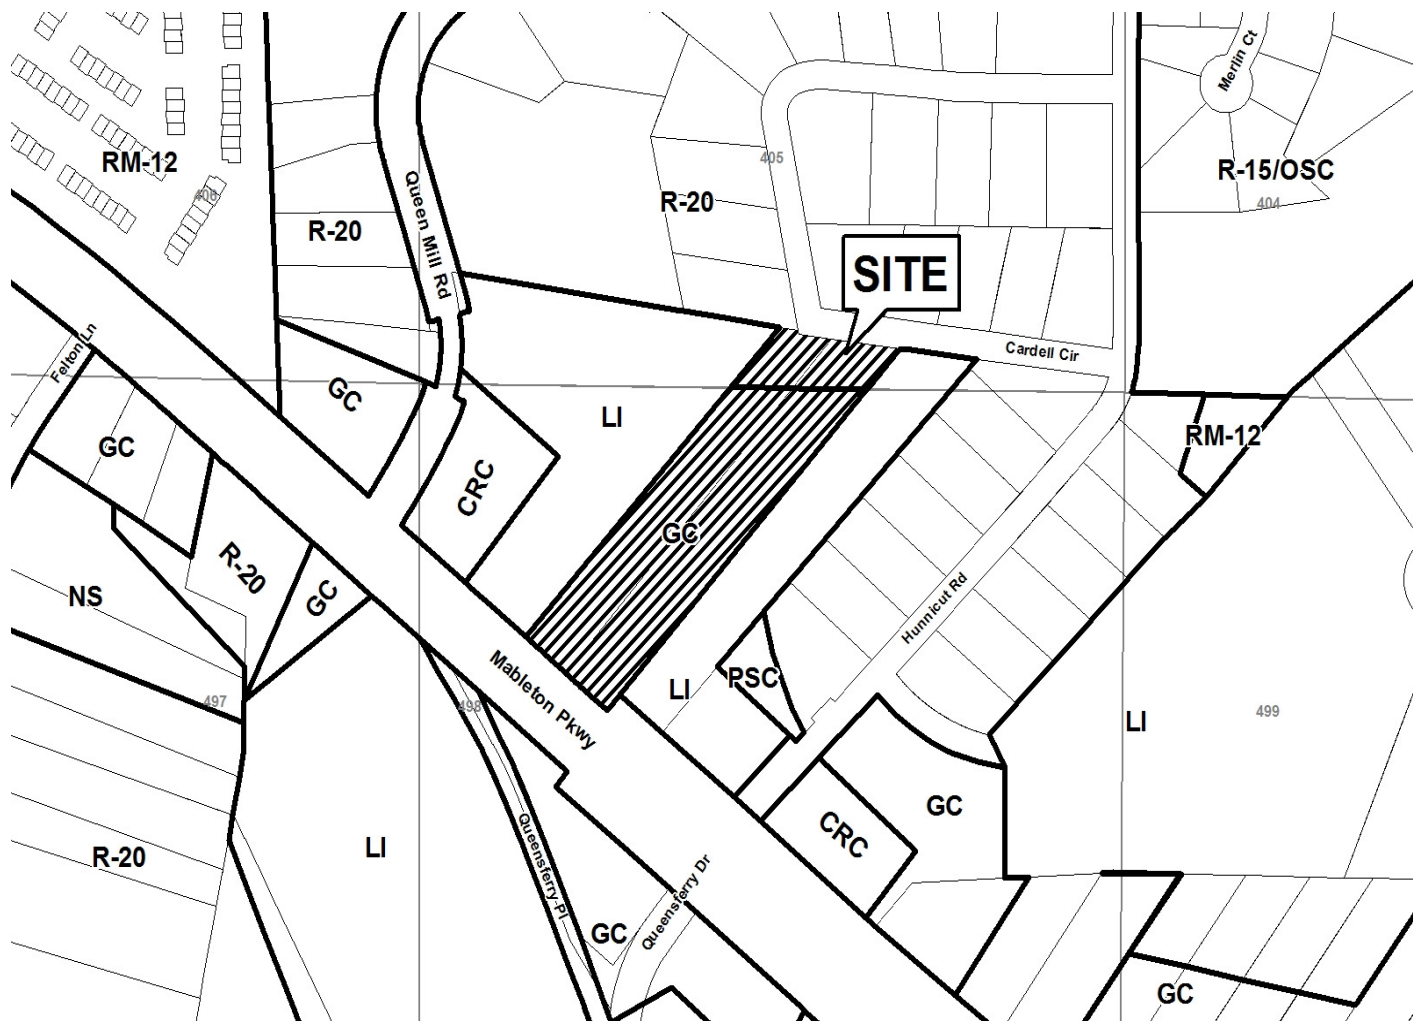 Merlin Ct
RM-12
406
405
R-15/OSC
404
R-20
R-20
Queen Mill Rd
SITE
Felton Ln
Cardell Cir
GC
LI
GC
RM-12
CRC
GC
R-20
GC
NS
Hunnicut Rd
PSC
LI
497
498
Mableton Pkwy
LI
499
GC
CRC
R-20
LI
Queensferry Pl
Queensferry Dr
GC
GC